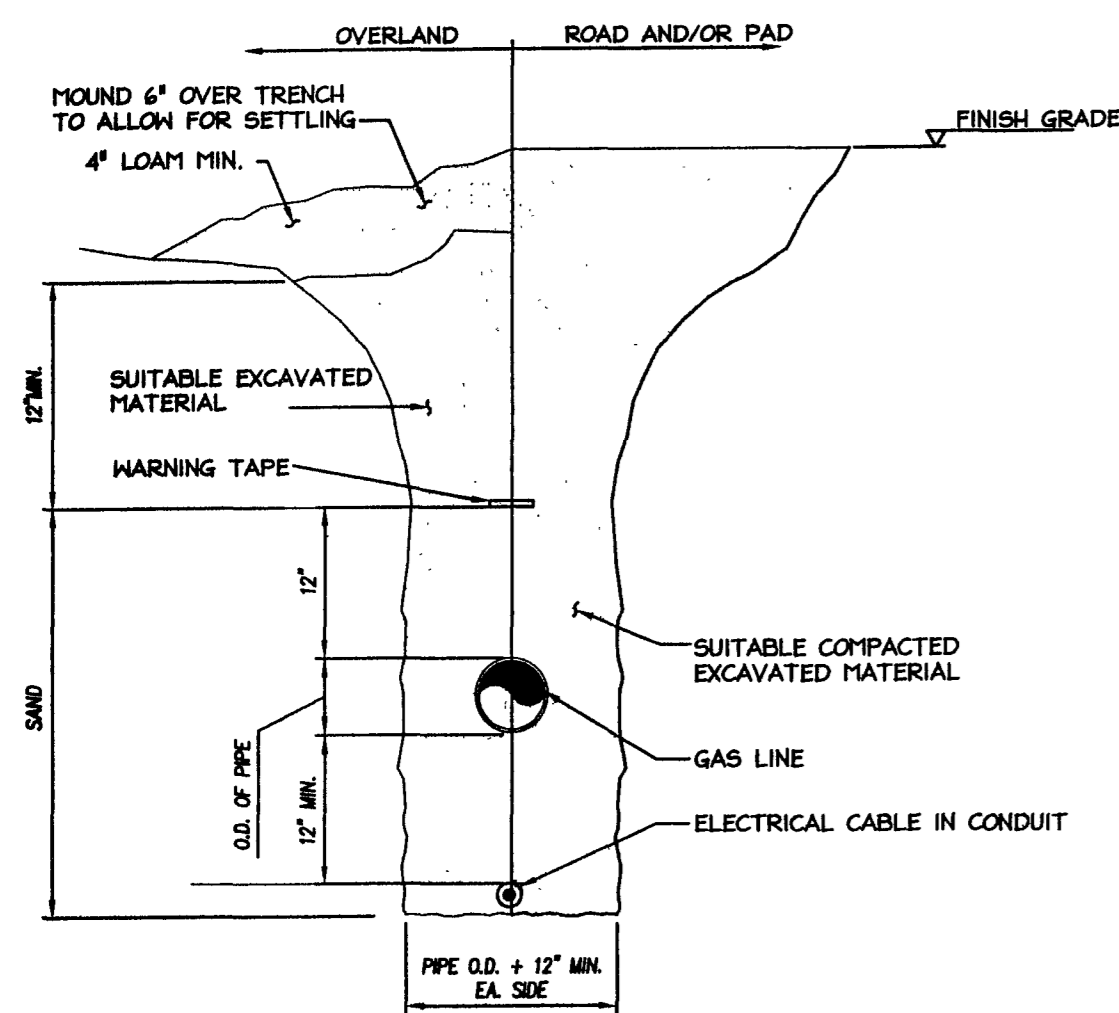 OVERLAND
ROAD AND/OR PAD
MOUND 6" OVER TRENCH
TO ALLOW FOR SETTLING
4" LOAM MIN.
FINISH GRADE
12"MIN.
SUITABLE EXCAVATED
MATERIAL
WARNING TAPE
12"
SUITABLE COMPACTED
EXCAVATED MATERIAL
SAND
O.D. OF PIPE
GAS LINE
12" MIN.
ELECTRICAL CABLE IN CONDUIT
PIPE O.D. + 12" MIN.
EA. SIDE